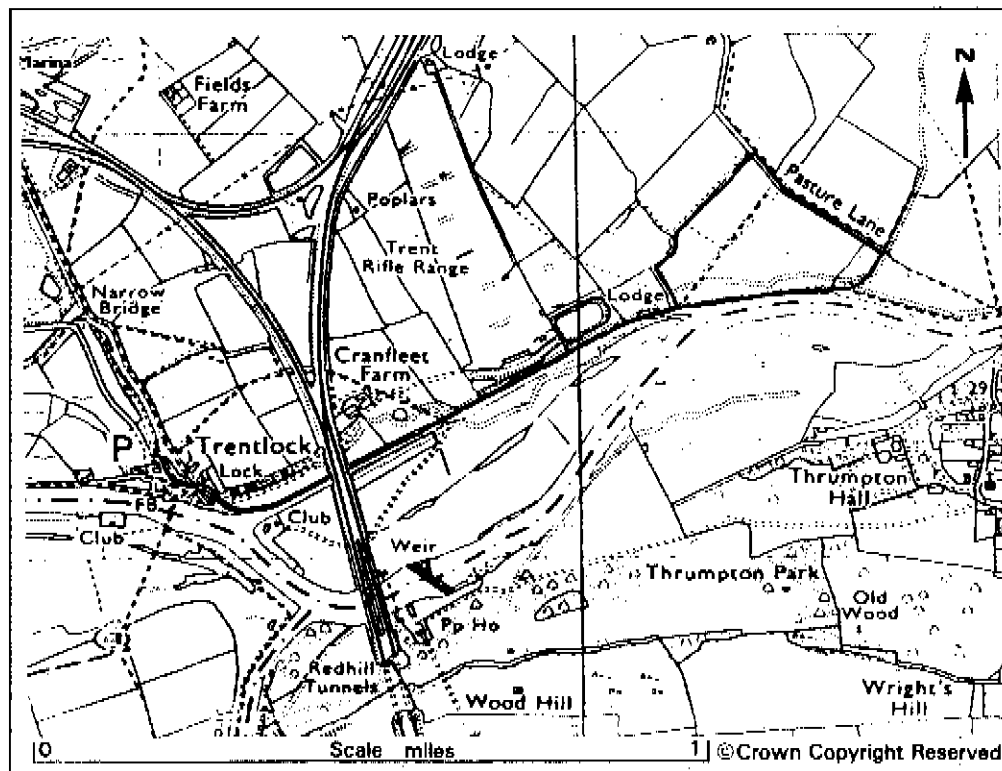 Marina
Fields
Farm
Lodge
N
Poplars
Pasture Lane
Trent
Rifle Range
Narrow
Bridge
Lodge
Cranfleet
Farm
P
Trentlock
Lock
FB
Club
Club
Weir
29
Thrumpton
Hall
Thrumpton Park
Old
Wood
Pp Ho
Redhill
Tunnels
Wood Hill
Wright's
Hill
0 Scale miles 1 ©Crown Copyright Reserved